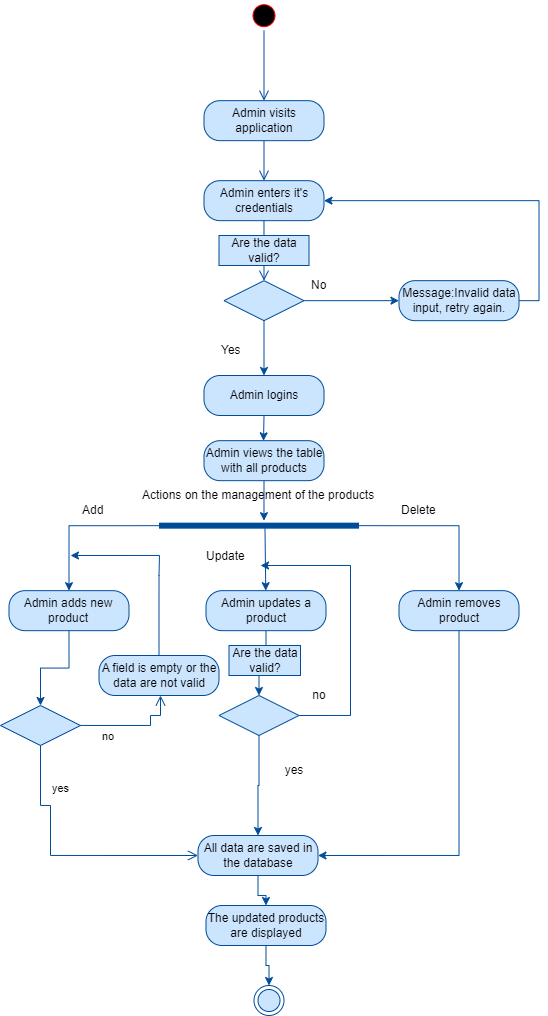 Admin visits
application
Admin enters it's
credentials
Are the data
valid?
No
Message:Invalid data
input, retry again.
Yes
Admin logins
Admin views the table
with all products
Actions on the management of the products
Add
Delete
Update
Admin adds new
product
Admin updates a
product
Admin removes
product
A field is empty or the
data are not valid
Are the data
valid?
no
no
yes
yes
All data are saved in
the database
The updated products
are displayed